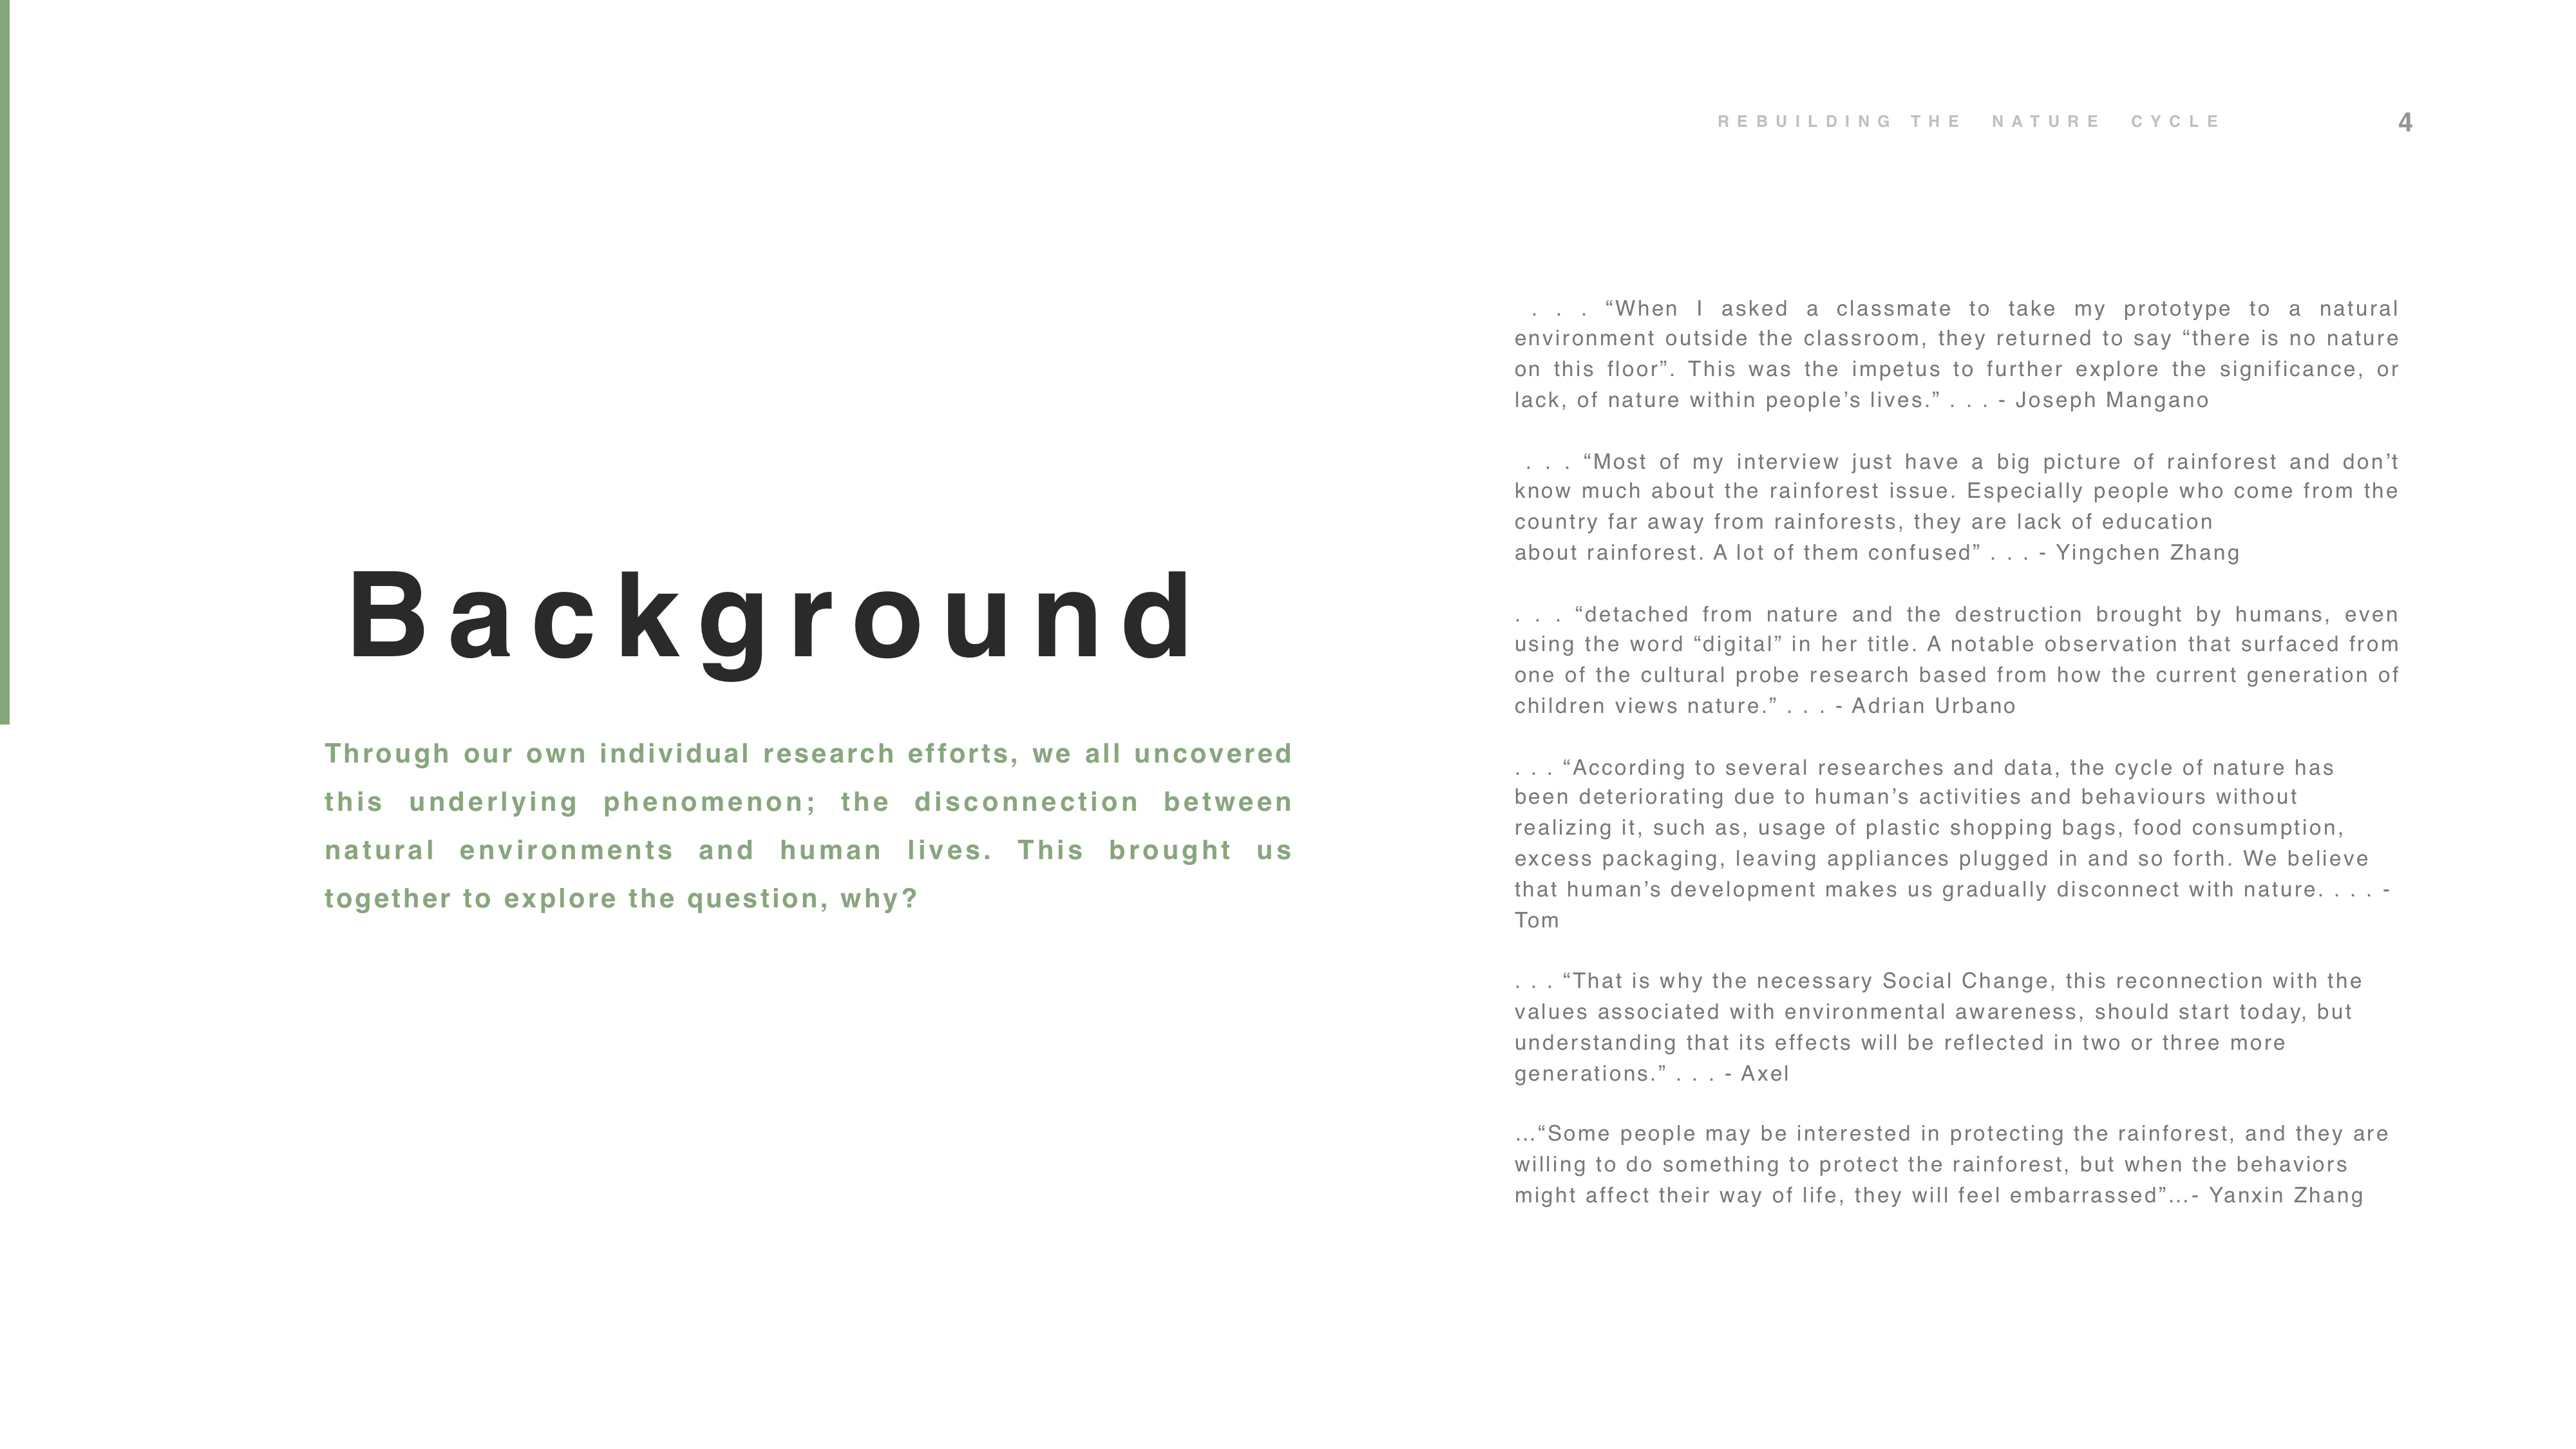 REBUILDING THE NATURE CYCLE
4
Background
Through our own individual research efforts, we all uncovered
this underlying phenomenon; the disconnection between
natural environments and human lives. This brought us
together to explore the question, why?
. . . “When I asked a classmate to take my prototype to a natural
environment outside the classroom, they returned to say “there is no nature
on this floor”. This was the impetus to further explore the significance, or
lack, of nature within people’s lives.” . . . - Joseph Mangano
. . . “Most of my interview just have a big picture of rainforest and don’t
know much about the rainforest issue. Especially people who come from the
country far away from rainforests, they are lack of education
about rainforest. A lot of them confused” . . . - Yingchen Zhang
. . . “detached from nature and the destruction brought by humans, even
using the word “digital” in her title. A notable observation that surfaced from
one of the cultural probe research based from how the current generation of
children views nature.” . . . - Adrian Urbano
. . . “According to several researches and data, the cycle of nature has
been deteriorating due to human’s activities and behaviours without
realizing it, such as, usage of plastic shopping bags, food consumption,
excess packaging, leaving appliances plugged in and so forth. We believe
that human’s development makes us gradually disconnect with nature. . . . -
Tom
. . . “That is why the necessary Social Change, this reconnection with the
values associated with environmental awareness, should start today, but
understanding that its effects will be reflected in two or three more
generations.” . . . - Axel
…“Some people may be interested in protecting the rainforest, and they are
willing to do something to protect the rainforest, but when the behaviors
might affect their way of life, they will feel embarrassed”…- Yanxin Zhang